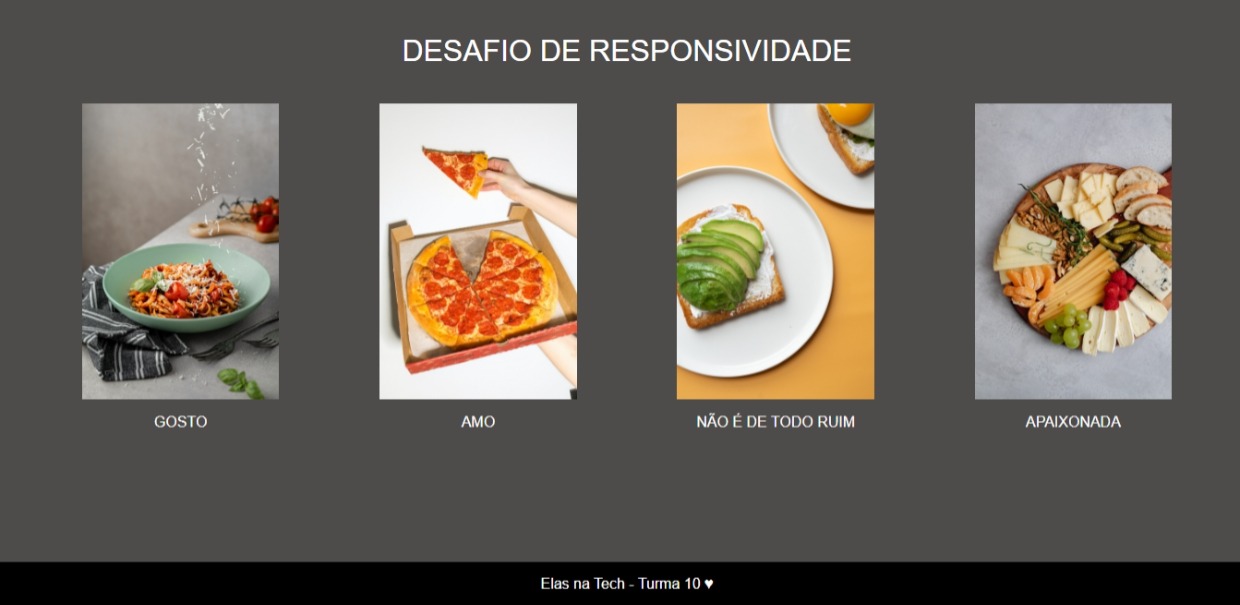 DESAFIO DE RESPONSIVIDADE
GOSTO
AMO
NÃO É DE TODO RUIM
APAIXONADA
Elas na Tech - Turma 10 ♥